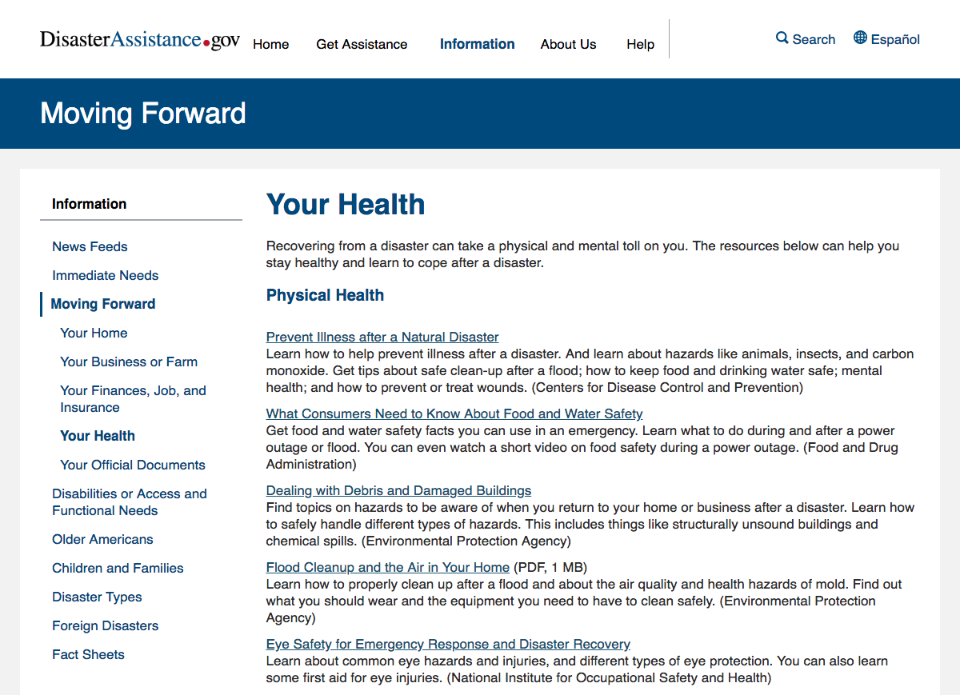 DisasterAssistance.gov
Home
Get Assistance
Information
About Us
Help
Search
Español
Moving Forward
Information
News Feeds
Immediate Needs
Moving Forward
Your Home
Your Business or Farm
Your Finances, Job, and
Insurance
Your Health
Your Official Documents
Disabilities or Access and
Functional Needs
Older Americans
Children and Families
Disaster Types
Foreign Disasters
Fact Sheets
Your Health
Recovering from a disaster can take a physical and mental toll on you. The resources below can help you
stay healthy and learn to cope after a disaster.
Physical Health
Prevent Illness after a Natural Disaster
Learn how to help prevent illness after a disaster. And learn about hazards like animals, insects, and carbon
monoxide. Get tips about safe clean-up after a flood; how to keep food and drinking water safe; mental
health; and how to prevent or treat wounds. (Centers for Disease Control and Prevention)
What Consumers Need to Know About Food and Water Safety
Get food and water safety facts you can use in an emergency. Learn what to do during and after a power
outage or flood. You can even watch a short video on food safety during a power outage. (Food and Drug
Administration)
Dealing with Debris and Damaged Buildings
Find topics on hazards to be aware of when you return to your home or business after a disaster. Learn how
to safely handle different types of hazards. This includes things like structurally unsound buildings and
chemical spills. (Environmental Protection Agency)
Flood Cleanup and the Air in Your Home (PDF, 1 MB)
Learn how to properly clean up after a flood and about the air quality and health hazards of mold. Find out
what you should wear and the equipment you need to have to clean safely. (Environmental Protection
Agency)
Eye Safety for Emergency Response and Disaster Recovery
Learn about common eye hazards and injuries, and different types of eye protection. You can also learn
some first aid for eye injuries. (National Institute for Occupational Safety and Health)